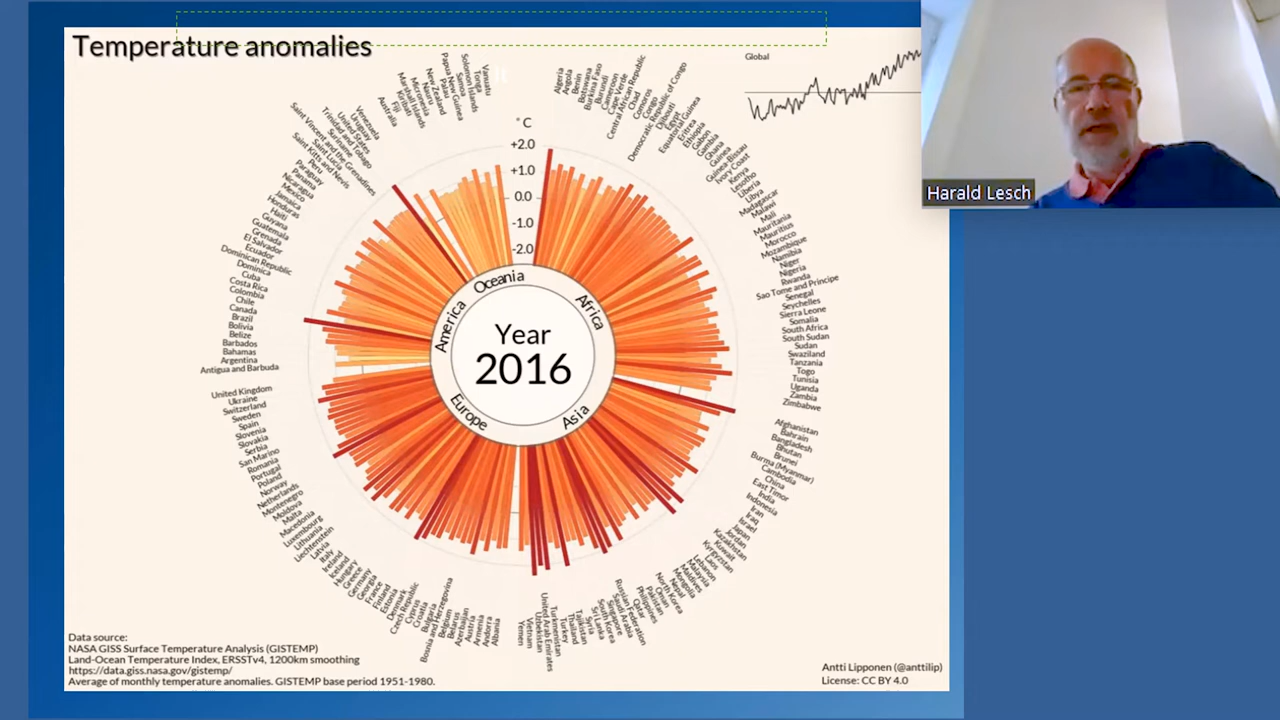 Temperature anomalies
Global
Harald Lesch
°C
+2.0
+1.0
0.0
-1.0
-2.0
Oceania
Africa
Asia
Europe
America
Year
2016
Algeria
Angola
Benin
Botswana
Burkina Faso
Burundi
Cameroon
Cape Verde
Central African Republic
Chad
Comoros
Congo
Democratic Republic of Congo
Djibouti
Egypt
Equatorial Guinea
Eritrea
Ethiopia
Gabon
Gambia
Ghana
Guinea
Guinea-Bissau
Ivory Coast
Kenya
Lesotho
Liberia
Libya
Madagascar
Malawi
Mali
Mauritania
Mauritius
Morocco
Mozambique
Namibia
Niger
Nigeria
Rwanda
Sao Tome and Principe
Senegal
Seychelles
Sierra Leone
Somalia
South Africa
South Sudan
Sudan
Swaziland
Tanzania
Togo
Tunisia
Uganda
Zambia
Zimbabwe
Afghanistan
Bahrain
Bangladesh
Bhutan
Brunei
Burma (Myanmar)
Cambodia
China
East Timor
India
Indonesia
Iran
Iraq
Israel
Japan
Jordan
Kazakhstan
Kuwait
Kyrgyzstan
Laos
Lebanon
Malaysia
Maldives
Mongolia
Nepal
North Korea
Oman
Pakistan
Philippines
Qatar
Russian Federation
Saudi Arabia
Singapore
South Korea
Sri Lanka
Syria
Tajikistan
Thailand
Turkey
Turkmenistan
United Arab Emirates
Uzbekistan
Vietnam
Yemen
Albania
Andorra
Armenia
Austria
Azerbaijan
Belarus
Belgium
Bosnia and Herzegovina
Bulgaria
Croatia
Cyprus
Czech Republic
Denmark
Estonia
Finland
France
Georgia
Germany
Greece
Hungary
Iceland
Ireland
Italy
Latvia
Liechtenstein
Lithuania
Luxembourg
Macedonia
Malta
Moldova
Montenegro
Netherlands
Norway
Poland
Portugal
Romania
San Marino
Serbia
Slovakia
Slovenia
Spain
Sweden
Switzerland
Ukraine
United Kingdom
Antigua and Barbuda
Argentina
Bahamas
Barbados
Belize
Bolivia
Brazil
Canada
Chile
Colombia
Costa Rica
Cuba
Dominica
Dominican Republic
Ecuador
El Salvador
Grenada
Guatemala
Guyana
Haiti
Honduras
Jamaica
Mexico
Nicaragua
Panama
Paraguay
Peru
Saint Kitts and Nevis
Saint Lucia
Saint Vincent and the Grenadines
Suriname
Trinidad and Tobago
United States
Uruguay
Venezuela
Australia
Fiji
Kiribati
Marshall Islands
Micronesia
Nauru
New Zealand
Palau
Papua New Guinea
Samoa
Solomon Islands
Tonga
Vanuatu
Data source:
NASA GISS Surface Temperature Analysis (GISTEMP)
Land-Ocean Temperature Index, ERSSTv4, 1200km smoothing
https://data.giss.nasa.gov/gistemp/
Average of monthly temperature anomalies. GISTEMP base period 1951-1980.
Antti Lipponen (@anttilip)
License: CC BY 4.0